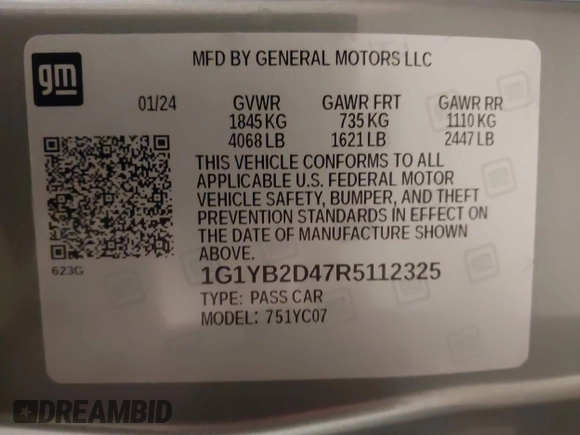 gm
MFD BY GENERAL MOTORS LLC
01/24 GVWR GAWR FRT GAWR RR
1845 KG 735 KG 1110 KG
4068 LB 1621 LB 2447 LB
THIS VEHICLE CONFORMS TO ALL
APPLICABLE U.S. FEDERAL MOTOR
VEHICLE SAFETY, BUMPER, AND THEFT
PREVENTION STANDARDS IN EFFECT ON
THE DATE OF MANUFACTURE SHOWN
ABOVE.
623G
1G1YB2D47R5112325
TYPE: PASS CAR
MODEL: 751YC07
DREAMBID